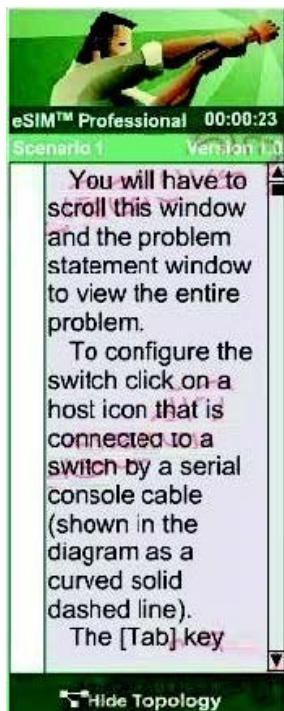 eSIM™ Professional 00:00:23
Scenario 1 Version 1.0
You will have to
scroll this window
and the problem
statement window
to view the entire
problem.
To configure the
switch click on a
host icon that is
connected to a
switch by a serial
console cable
(shown in the
diagram as a
curved solid
dashed line).
The [Tab] key
Hide Topology